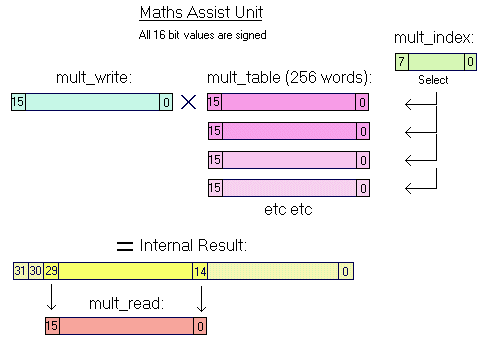 Maths Assist Unit
All 16 bit values are signed
mult_index:
7 0
Select
mult_write: mult_table (256 words):
15 0 × 15 0
15 0
15 0
15 0
etc etc
= Internal Result:
31 30 29 14 0
mult_read:
15 0